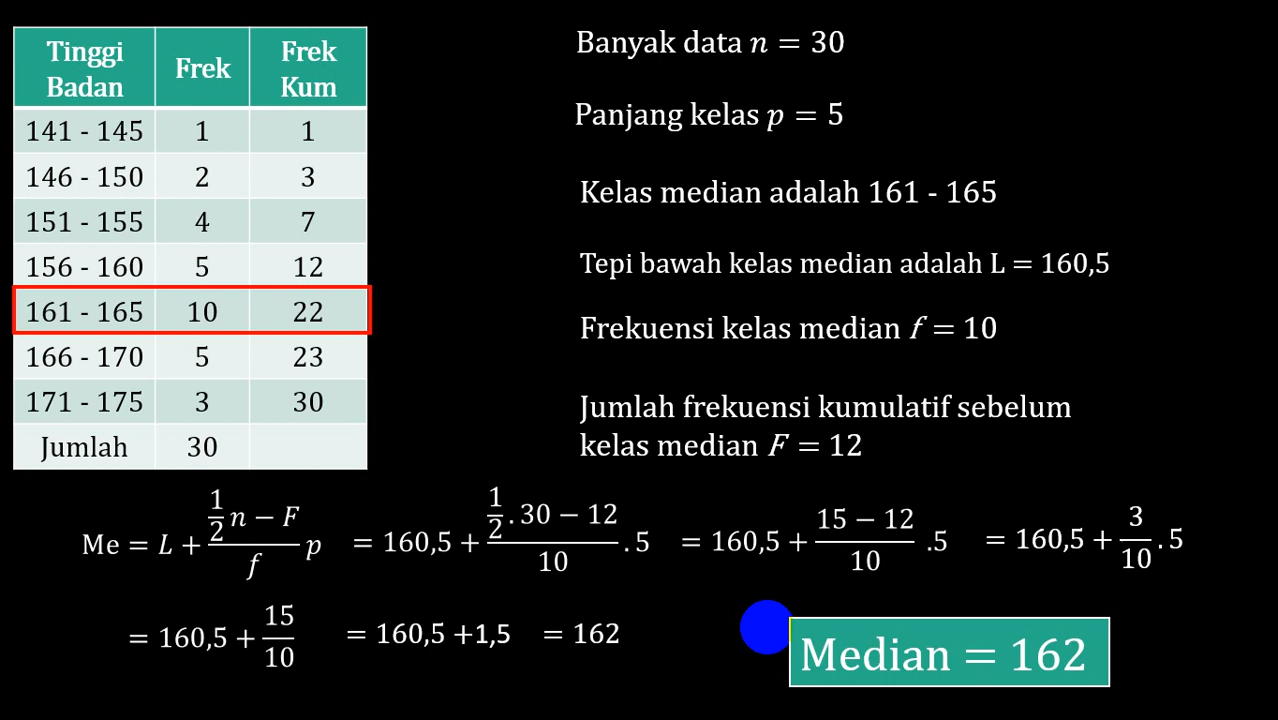 Tinggi Badan | Frek | Frek Kum
141 - 145 | 1 | 1
146 - 150 | 2 | 3
151 - 155 | 4 | 7
156 - 160 | 5 | 12
161 - 165 | 10 | 22
166 - 170 | 5 | 23
171 - 175 | 3 | 30
Jumlah | 30
Banyak data n = 30
Panjang kelas p = 5
Kelas median adalah 161 - 165
Tepi bawah kelas median adalah L = 160,5
Frekuensi kelas median f = 10
Jumlah frekuensi kumulatif sebelum
kelas median F = 12
Me = L + (1/2 n − F)/f p = 160,5 + (1/2 . 30 − 12)/10 . 5 = 160,5 + (15 − 12)/10 .5 = 160,5 + 3/10 . 5
= 160,5 + 15/10 = 160,5 +1,5 = 162
Median = 162